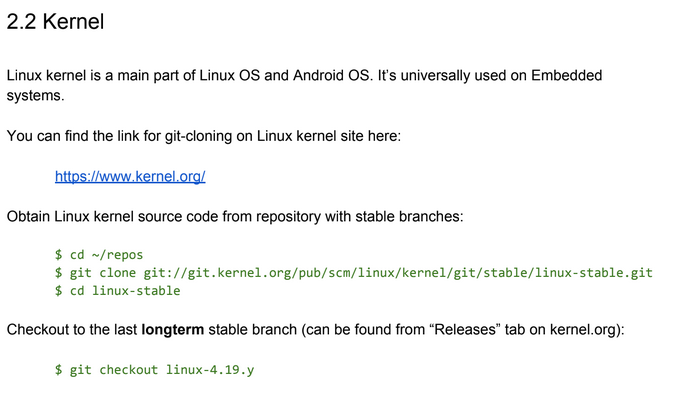 2.2 Kernel
Linux kernel is a main part of Linux OS and Android OS. It’s universally used on Embedded
systems.
You can find the link for git-cloning on Linux kernel site here:
https://www.kernel.org/
Obtain Linux kernel source code from repository with stable branches:
$ cd ~/repos
$ git clone git://git.kernel.org/pub/scm/linux/kernel/git/stable/linux-stable.git
$ cd linux-stable
Checkout to the last longterm stable branch (can be found from “Releases” tab on kernel.org):
$ git checkout linux-4.19.y